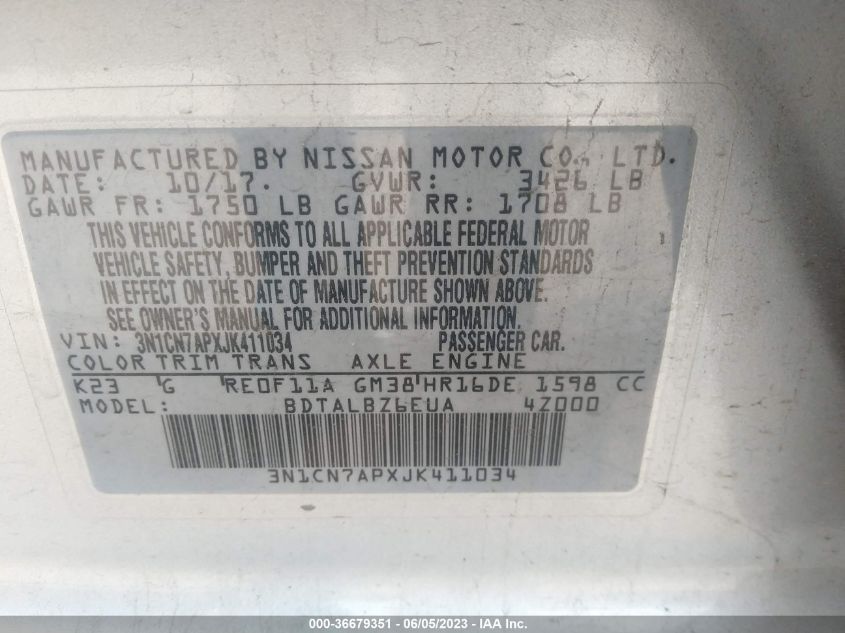 MANUFACTURED BY NISSAN MOTOR CO., LTD.
DATE: 10/17. GVWR: 3426 LB
GAWR FR: 1750 LB GAWR RR: 1708 LB
THIS VEHICLE CONFORMS TO ALL APPLICABLE FEDERAL MOTOR
VEHICLE SAFETY, BUMPER AND THEFT PREVENTION STANDARDS
IN EFFECT ON THE DATE OF MANUFACTURE SHOWN ABOVE.
SEE OWNER'S MANUAL FOR ADDITIONAL INFORMATION.
VIN: 3N1CN7APXJK411034 PASSENGER CAR.
COLOR TRIM TRANS AXLE ENGINE
K23 G RE0F11A GM38 HR16DE 1598 CC
MODEL: BDTALBZ6EUA 4Z000
3N1CN7APXJK411034
000-36679351 - 06/05/2023 - IAA Inc.